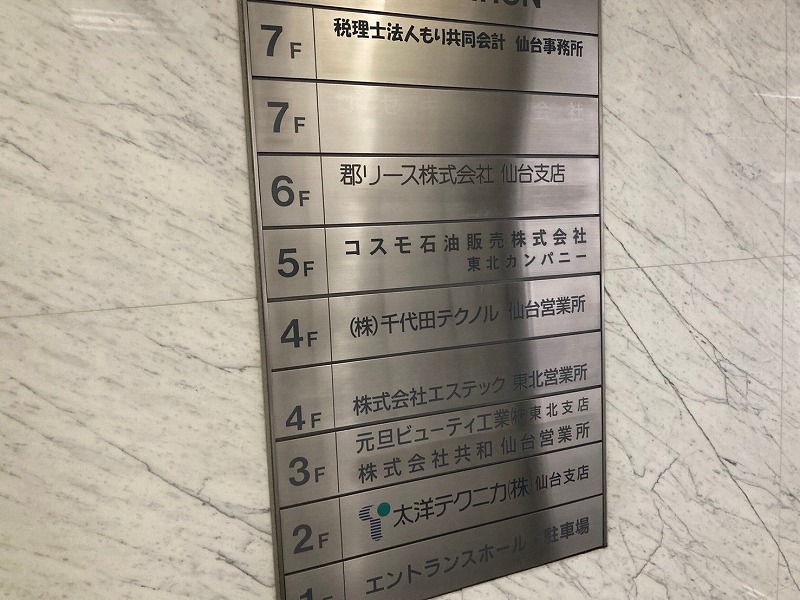 7F 税理士法人もり共同会計 仙台事務所
7F
6F 郡リース株式会社 仙台支店
5F コスモ石油販売株式会社
東北カンパニー
4F (株)千代田テクノル 仙台営業所
4F 株式会社エステック 東北営業所
元旦ビューティ工業㈱東北支店
3F 株式会社共和 仙台営業所
2F 太洋テクニカ(株) 仙台支店
エントランスホール 駐車場